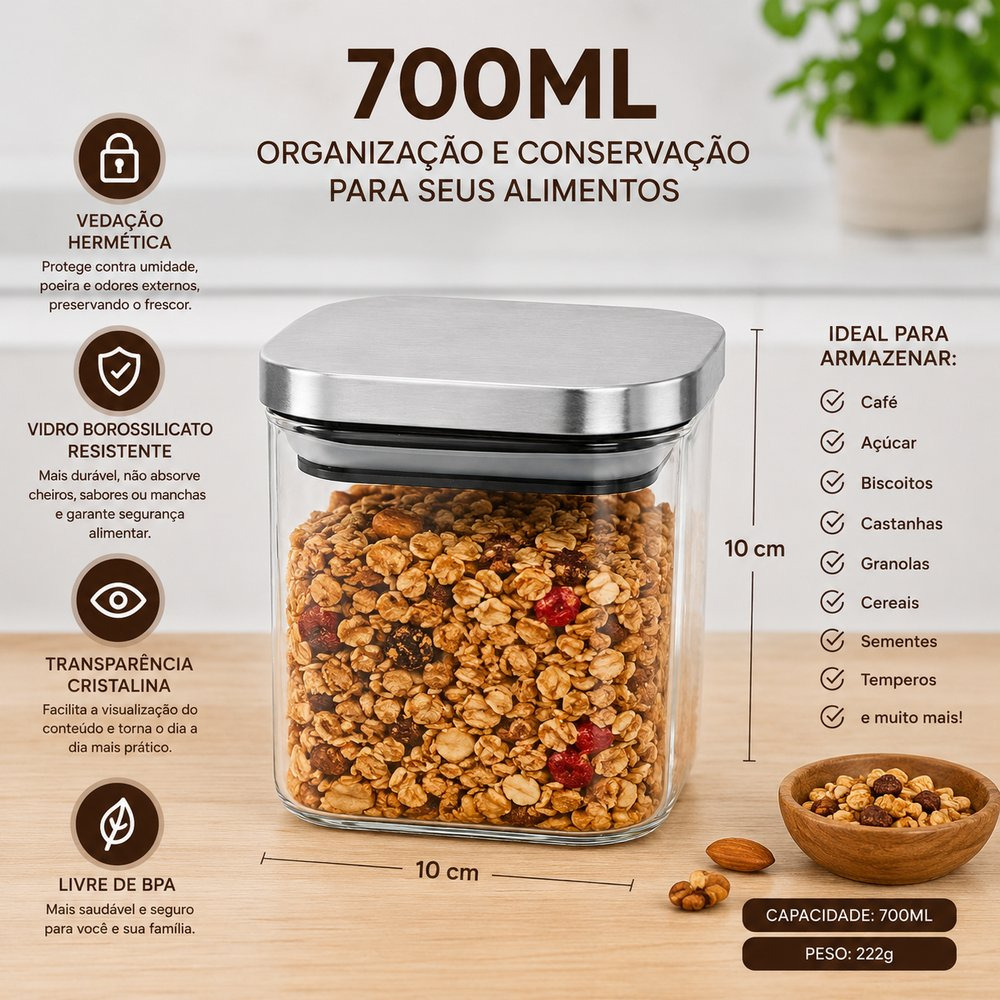 700ML
ORGANIZAÇÃO E CONSERVAÇÃO
PARA SEUS ALIMENTOS
VEDAÇÃO
HERMÉTICA
Protege contra umidade,
poeira e odores externos,
preservando o frescor.
VIDRO BOROSSILICATO
RESISTENTE
Mais durável, não absorve
cheiros, sabores ou manchas
e garante segurança
alimentar.
TRANSPARÊNCIA
CRISTALINA
Facilita a visualização do
conteúdo e torna o dia a
dia mais prático.
LIVRE DE BPA
Mais saudável e seguro
para você e sua família.
10 cm
10 cm
IDEAL PARA
ARMAZENAR:
Café
Açúcar
Biscoitos
Castanhas
Granolas
Cereais
Sementes
Temperos
e muito mais!
CAPACIDADE: 700ML
PESO: 222g